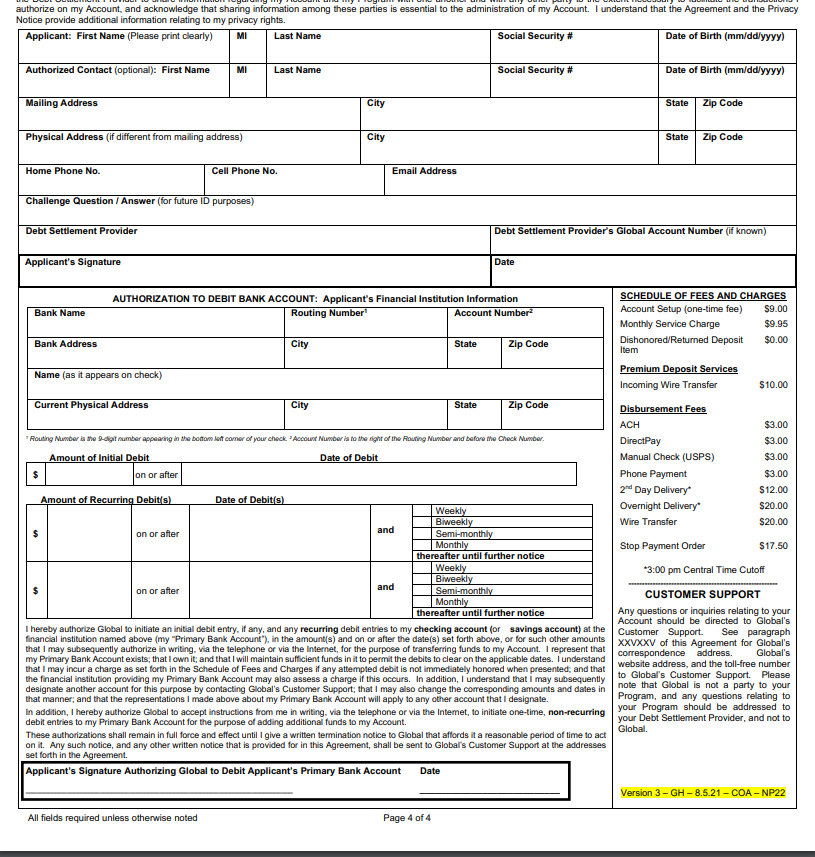 authorize on my Account, and acknowledge that sharing information among these parties is essential to the administration of my Account. I understand that the Agreement and the Privacy
Notice provide additional information relating to my privacy rights.
Applicant: First Name (Please print clearly) MI Last Name Social Security # Date of Birth (mm/dd/yyyy)
Authorized Contact (optional): First Name MI Last Name Social Security # Date of Birth (mm/dd/yyyy)
Mailing Address City State Zip Code
Physical Address (if different from mailing address) City State Zip Code
Home Phone No. Cell Phone No. Email Address
Challenge Question / Answer (for future ID purposes)
Debt Settlement Provider Debt Settlement Provider's Global Account Number (if known)
Applicant's Signature Date
AUTHORIZATION TO DEBIT BANK ACCOUNT: Applicant's Financial Institution Information
Bank Name Routing Number¹ Account Number²
Bank Address City State Zip Code
Name (as it appears on check)
Current Physical Address City State Zip Code
¹ Routing Number is the 9-digit number appearing in the bottom left corner of your check. ² Account Number is to the right of the Routing Number and before the Check Number.
Amount of Initial Debit Date of Debit
$ on or after
Amount of Recurring Debit(s) Date of Debit(s)
$ on or after and
Weekly
Biweekly
Semi-monthly
Monthly
thereafter until further notice
$ on or after and
Weekly
Biweekly
Semi-monthly
Monthly
thereafter until further notice
I hereby authorize Global to initiate an initial debit entry, if any, and any recurring debit entries to my checking account (or savings account) at the
financial institution named above (my "Primary Bank Account"), in the amount(s) and on or after the date(s) set forth above, or for such other amounts
that I may subsequently authorize in writing, via the telephone or via the Internet, for the purpose of transferring funds to my Account. I represent that
my Primary Bank Account exists; that I own it; and that I will maintain sufficient funds in it to permit the debits to clear on the applicable dates. I understand
that I may incur a charge as set forth in the Schedule of Fees and Charges if any attempted debit is not immediately honored when presented; and that
the financial institution providing my Primary Bank Account may also assess a charge if this occurs. In addition, I understand that I may subsequently
designate another account for this purpose by contacting Global's Customer Support; that I may also change the corresponding amounts and dates in
that manner; and that the representations I made above about my Primary Bank Account will apply to any other account that I designate.
In addition, I hereby authorize Global to accept instructions from me in writing, via the telephone or via the Internet, to initiate one-time, non-recurring
debit entries to my Primary Bank Account for the purpose of adding additional funds to my Account.
These authorizations shall remain in full force and effect until I give a written termination notice to Global that affords it a reasonable period of time to act
on it. Any such notice, and any other written notice that is provided for in this Agreement, shall be sent to Global's Customer Support at the addresses
set forth in the Agreement.
Applicant's Signature Authorizing Global to Debit Applicant's Primary Bank Account Date
SCHEDULE OF FEES AND CHARGES
Account Setup (one-time fee) $9.00
Monthly Service Charge $9.95
Dishonored/Returned Deposit $0.00
Item
Premium Deposit Services
Incoming Wire Transfer $10.00
Disbursement Fees
ACH $3.00
DirectPay $3.00
Manual Check (USPS) $3.00
Phone Payment $3.00
2nd Day Delivery* $12.00
Overnight Delivery* $20.00
Wire Transfer $20.00
Stop Payment Order $17.50
*3:00 pm Central Time Cutoff
CUSTOMER SUPPORT
Any questions or inquiries relating to your
Account should be directed to Global's
Customer Support. See paragraph
XXVXXV of this Agreement for Global's
correspondence address. Global's
website address, and the toll-free number
to Global's Customer Support. Please
note that Global is not a party to your
Program, and any questions relating to
your Program should be addressed to
your Debt Settlement Provider, and not to
Global.
Version 3 – GH – 8.5.21 – COA – NP22
All fields required unless otherwise noted Page 4 of 4